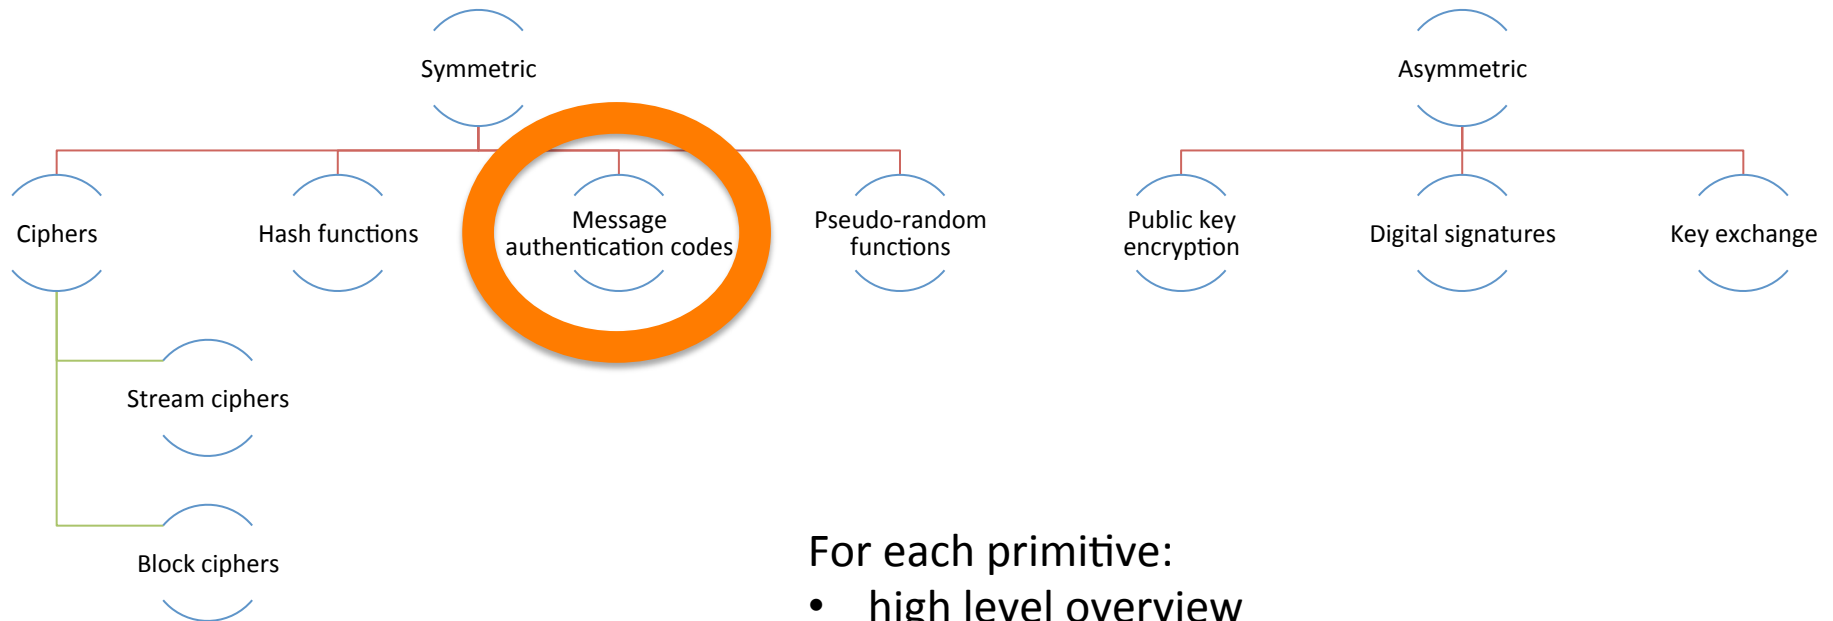 Symmetric
Asymmetric
Ciphers
Hash functions
Message
authentication codes
Pseudo-random
functions
Public key
encryption
Digital signatures
Key exchange
Stream ciphers
Block ciphers
For each primitive:
• high level overview